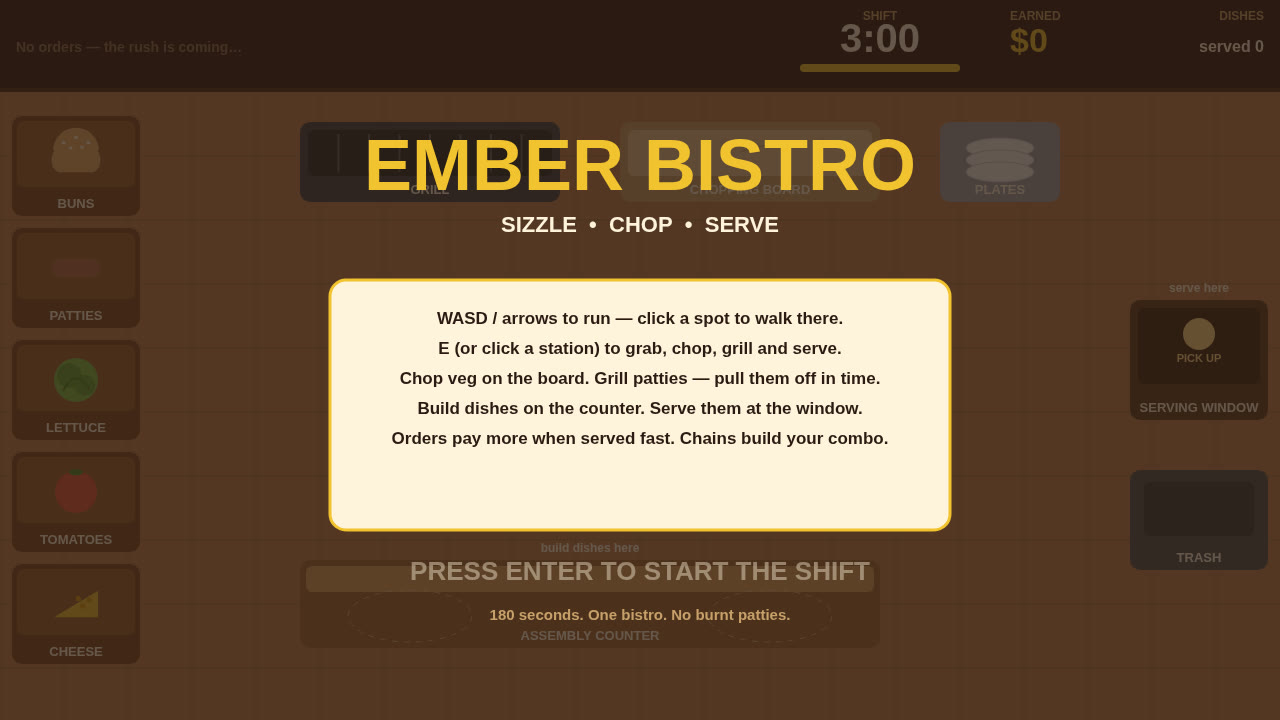 SHIFT
EARNED
DISHES
No orders — the rush is coming…
3:00
$0
served 0
EMBER BISTRO
SIZZLE • CHOP • SERVE
GRILL
CHOPPING BOARD
PLATES
BUNS
PATTIES
LETTUCE
TOMATOES
CHEESE
WASD / arrows to run — click a spot to walk there.
E (or click a station) to grab, chop, grill and serve.
Chop veg on the board. Grill patties — pull them off in time.
Build dishes on the counter. Serve them at the window.
Orders pay more when served fast. Chains build your combo.
serve here
PICK UP
SERVING WINDOW
TRASH
build dishes here
PRESS ENTER TO START THE SHIFT
180 seconds. One bistro. No burnt patties.
ASSEMBLY COUNTER